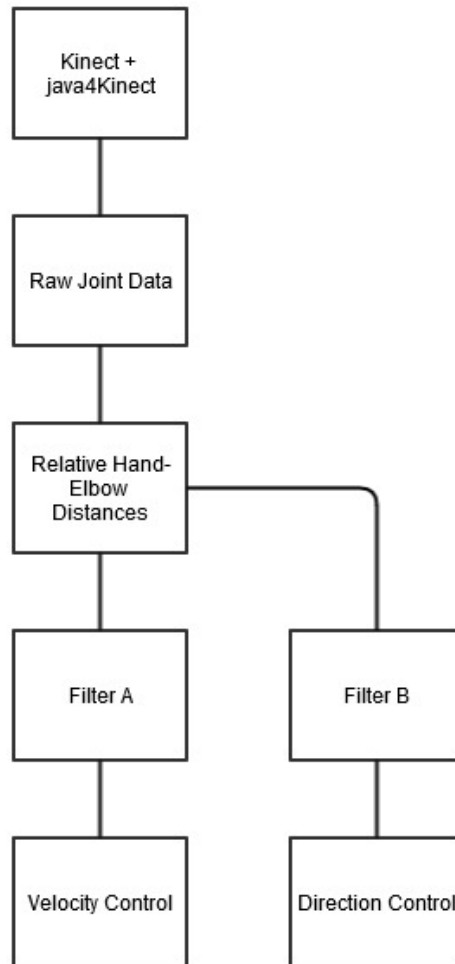 Kinect +
java4Kinect
Raw Joint Data
Relative Hand-
Elbow
Distances
Filter A
Filter B
Velocity Control
Direction Control